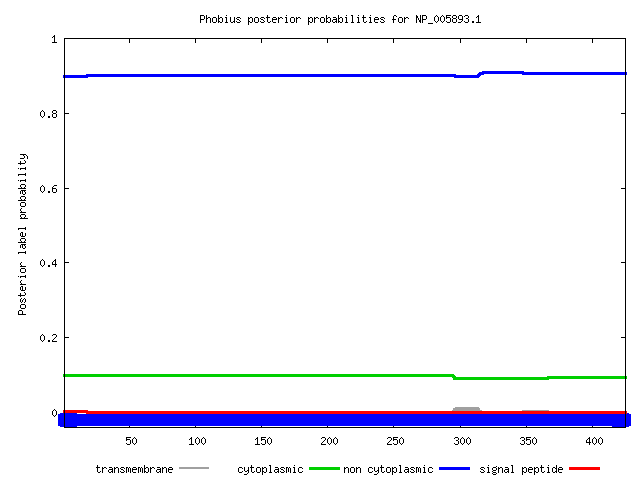 Phobius posterior probabilities for NP_005893.1
1
0.8
0.6
0.4
0.2
0
Posterior label probability
50 100 150 200 250 300 350 400
transmembrane cytoplasmic non cytoplasmic signal peptide